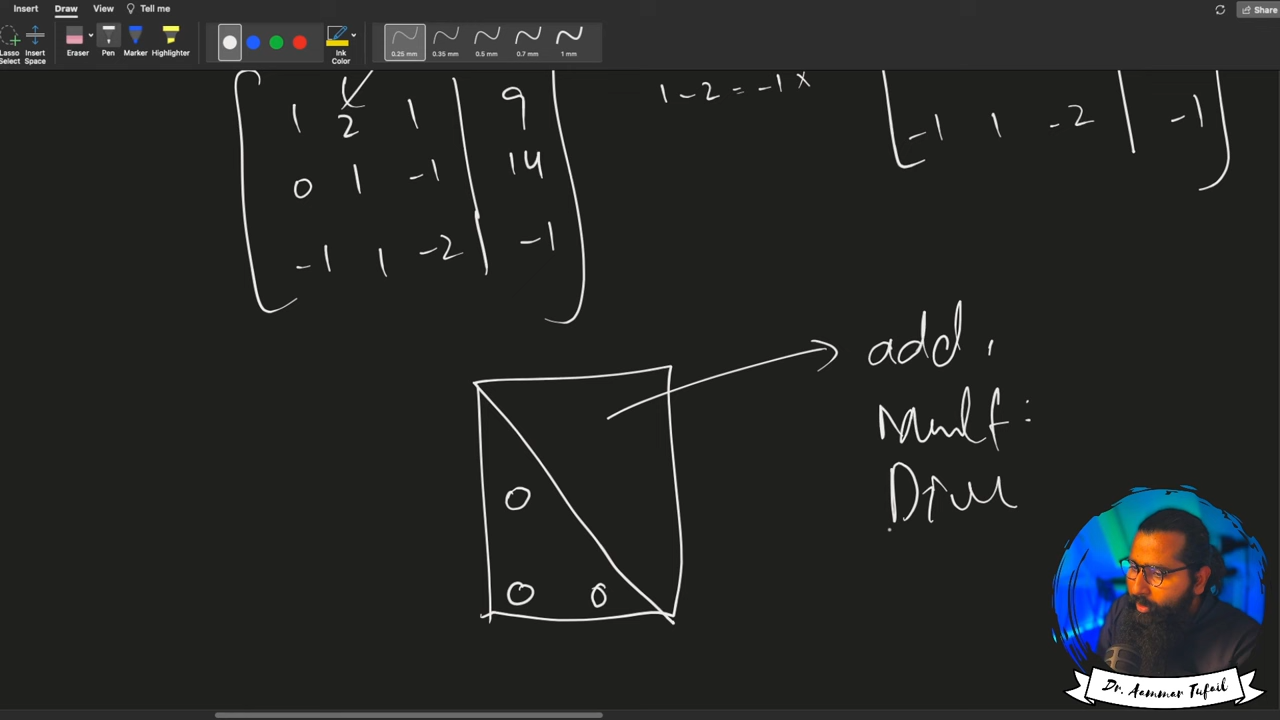 Insert Draw View Tell me
Share
Lasso Select
Insert Space
Eraser
Pen
Marker
Highlighter
Ink Color
0.25 mm
0.35 mm
0.5 mm
0.7 mm
1 mm
1 2 1 | 9
0 1 -1 | 14
-1 1 -2 | -1
1 - 2 = -1 x
-1 1 -2 | -1
add,
0
0 0
Dr. Aammar Tufail